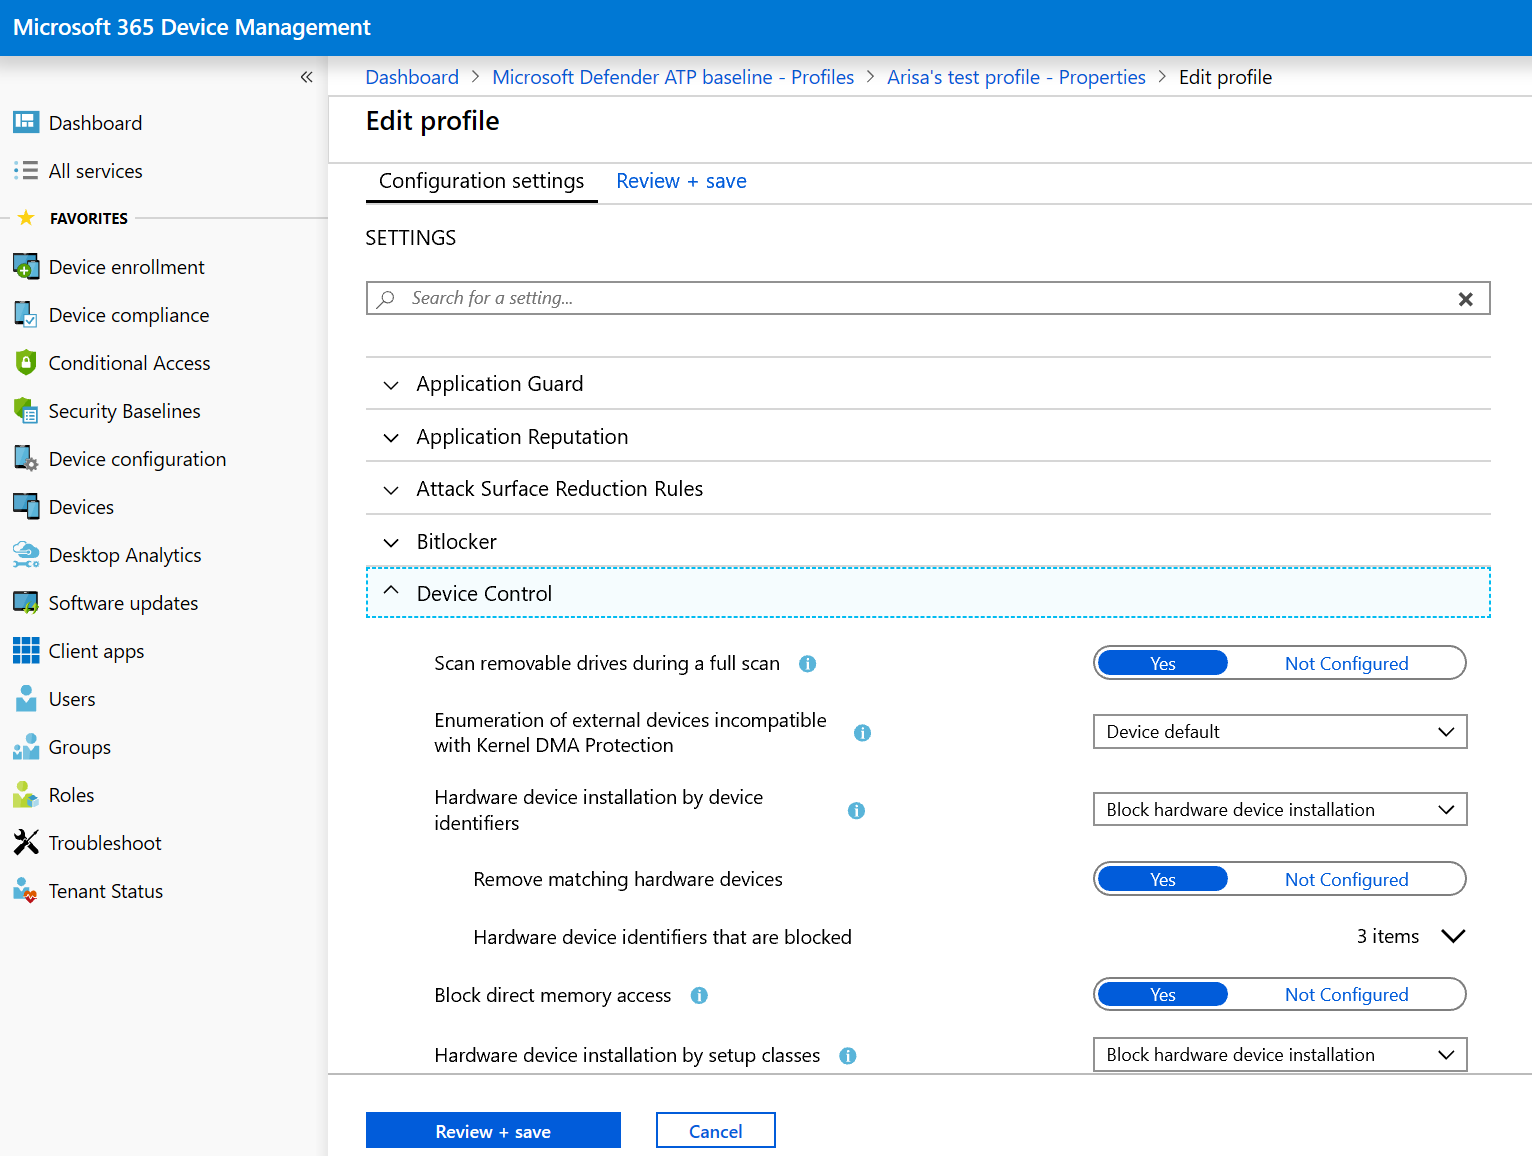 Microsoft 365 Device Management
«
Dashboard > Microsoft Defender ATP baseline - Profiles > Arisa's test profile - Properties > Edit profile
Edit profile
Dashboard
All services
FAVORITES
Device enrollment
Device compliance
Conditional Access
Security Baselines
Device configuration
Devices
Desktop Analytics
Software updates
Client apps
Users
Groups
Roles
Troubleshoot
Tenant Status
Configuration settings Review + save
SETTINGS
Search for a setting...
Application Guard
Application Reputation
Attack Surface Reduction Rules
Bitlocker
Device Control
Scan removable drives during a full scan Yes Not Configured
Enumeration of external devices incompatible
with Kernel DMA Protection
Device default
Hardware device installation by device
identifiers
Block hardware device installation
Remove matching hardware devices Yes Not Configured
Hardware device identifiers that are blocked 3 items
Block direct memory access Yes Not Configured
Hardware device installation by setup classes Block hardware device installation
Review + save Cancel